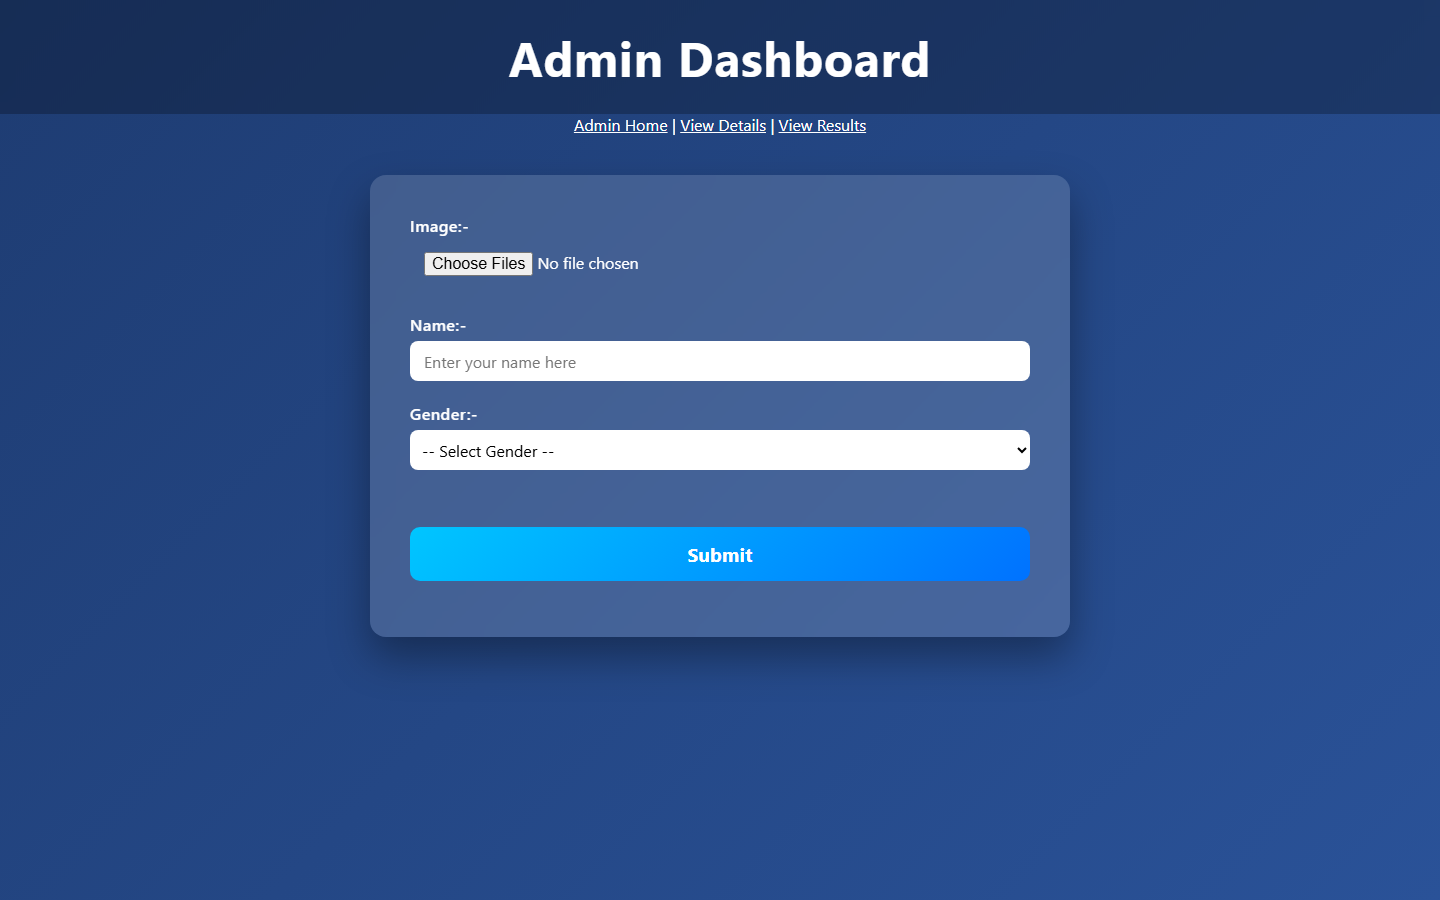 Admin Dashboard
Admin Home | View Details | View Results
Image:-
Choose Files No file chosen
Name:-
Enter your name here
Gender:-
-- Select Gender --
Submit